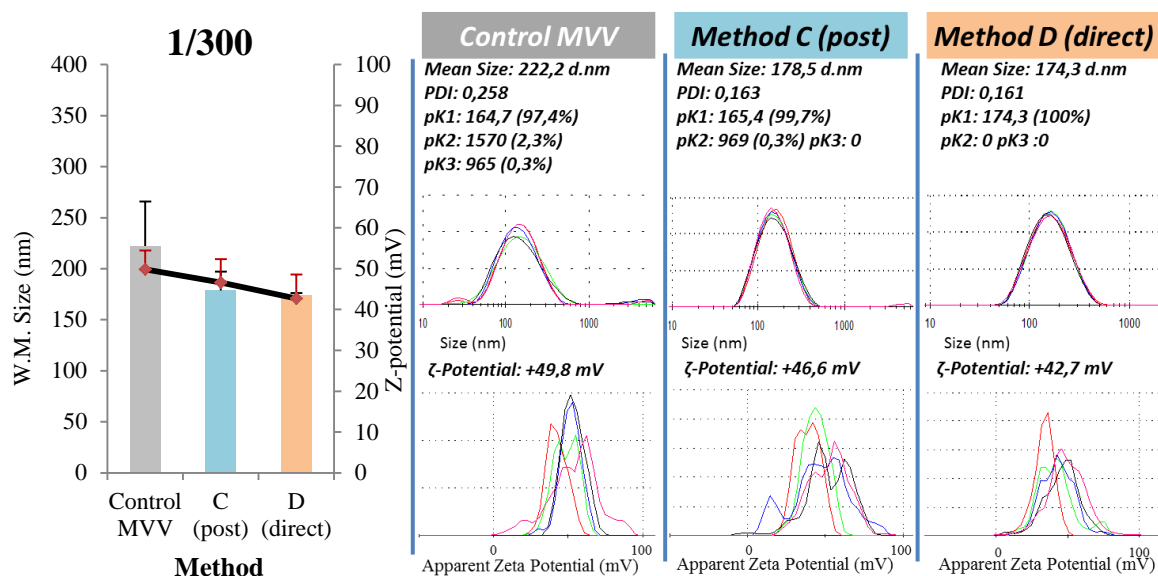 1/300
W.M. Size (nm)
400
350
300
250
200
150
100
50
0
Z-potential (mV)
100
90
80
70
60
50
40
30
20
10
0
Control MVV
C (post)
D (direct)
Method
Control MVV
Mean Size: 222,2 d.nm
PDI: 0,258
pK1: 164,7 (97,4%)
pK2: 1570 (2,3%)
pK3: 965 (0,3%)
10 100 1000
Size (nm)
ζ-Potential: +49,8 mV
0 100
Apparent Zeta Potential (mV)
Method C (post)
Mean Size: 178,5 d.nm
PDI: 0,163
pK1: 165,4 (99,7%)
pK2: 969 (0,3%) pK3: 0
10 100 1000
Size (nm)
ζ-Potential: +46,6 mV
0 100
Apparent Zeta Potential (mV)
Method D (direct)
Mean Size: 174,3 d.nm
PDI: 0,161
pK1: 174,3 (100%)
pK2: 0 pK3 :0
10 100 1000
Size (nm)
ζ-Potential: +42,7 mV
0 100
Apparent Zeta Potential (mV)